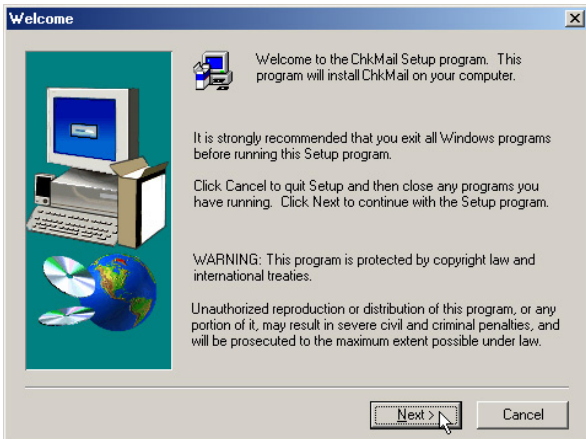 Welcome
Welcome to the ChkMail Setup program. This
program will install ChkMail on your computer.
It is strongly recommended that you exit all Windows programs
before running this Setup program.
Click Cancel to quit Setup and then close any programs you
have running. Click Next to continue with the Setup program.
WARNING: This program is protected by copyright law and
international treaties.
Unauthorized reproduction or distribution of this program, or any
portion of it, may result in severe civil and criminal penalties, and
will be prosecuted to the maximum extent possible under law.
Next >
Cancel